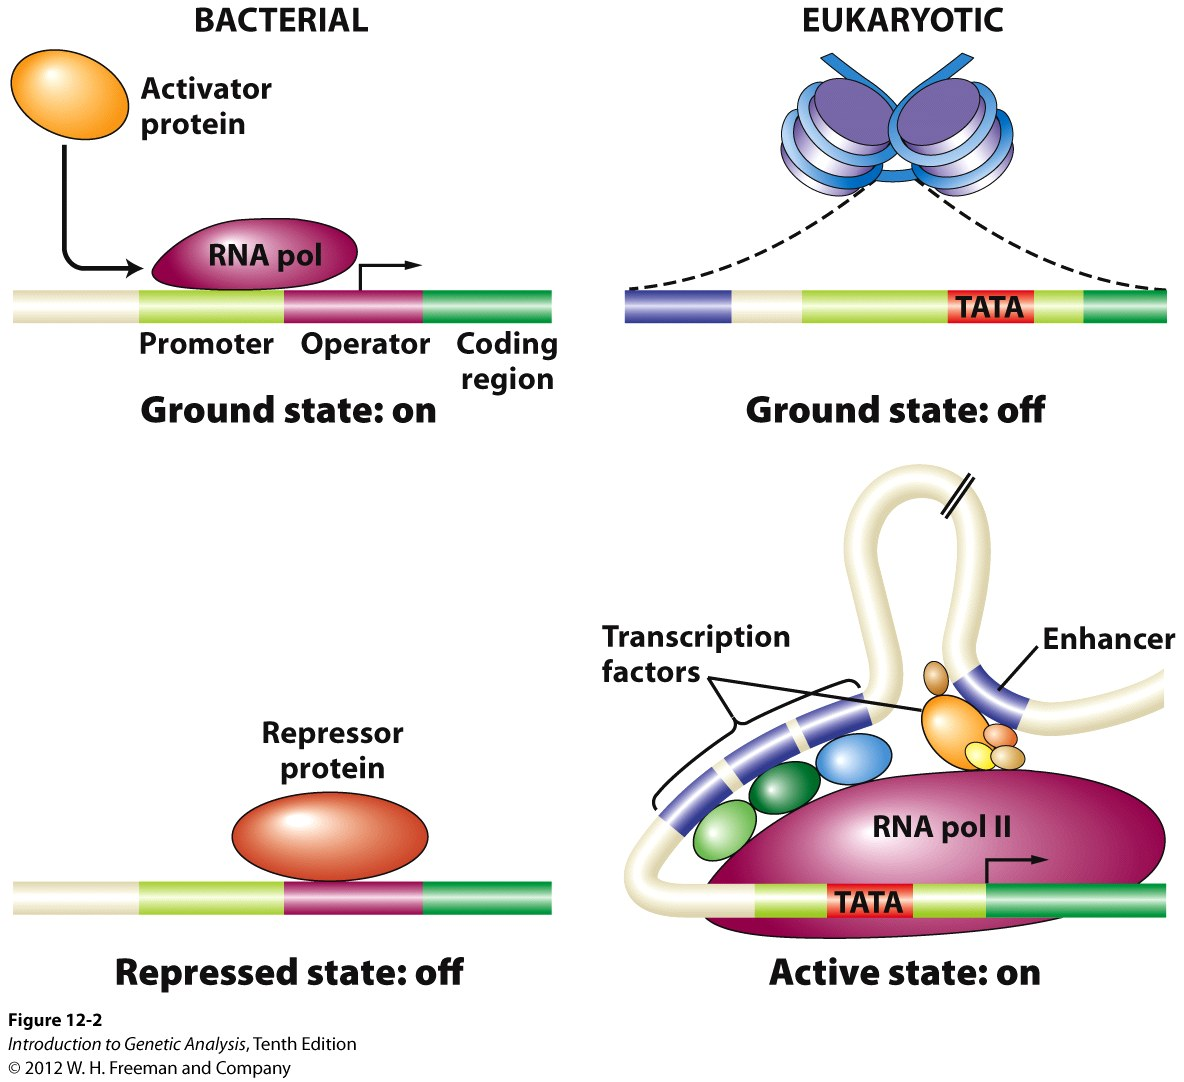 BACTERIAL
Activator
protein
RNA pol
Promoter
Operator
Coding
region
Ground state: on
EUKARYOTIC
TATA
Ground state: off
Repressor
protein
Repressed state: off
Transcription
factors
Enhancer
RNA pol II
TATA
Active state: on
Figure 12-2
Introduction to Genetic Analysis, Tenth Edition
© 2012 W. H. Freeman and Company